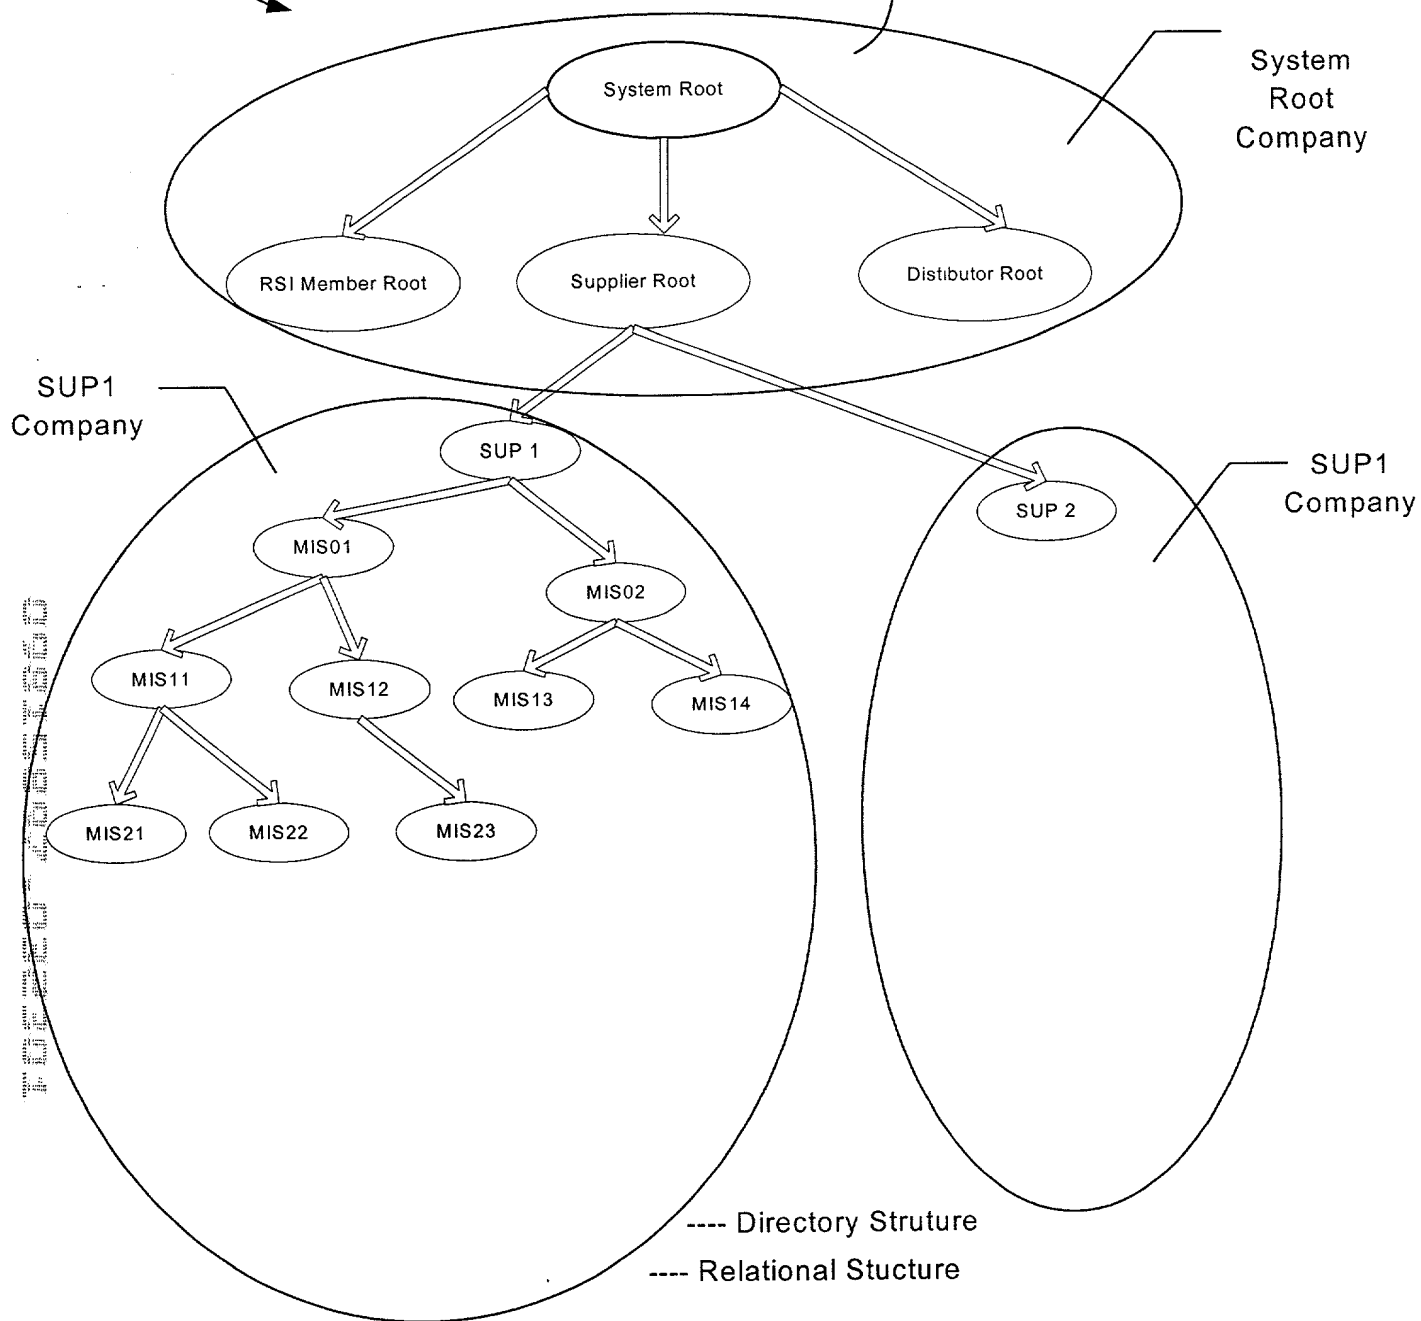 System
Root
Company
System Root
RSI Member Root
Supplier Root
Distibutor Root
SUP1
Company
SUP 1
SUP1
Company
SUP 2
MIS01
MIS02
MIS11
MIS12
MIS13
MIS14
MIS21
MIS22
MIS23
---- Directory Struture
---- Relational Stucture